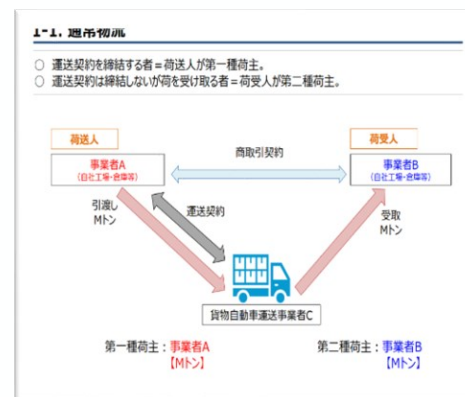 1-1. 通常物流
○ 運送契約を締結する者＝荷送人が第一種荷主。
○ 運送契約は締結しないが荷を受け取る者＝荷受人が第二種荷主。
荷送人
荷受人
事業者A
（自社工場・倉庫等）
商取引契約
事業者B
（自社工場・倉庫等）
引渡し
Mトン
運送契約
受取
Mトン
貨物自動車運送事業者C
第一種荷主：事業者A
【Mトン】
第二種荷主：事業者B
【Mトン】